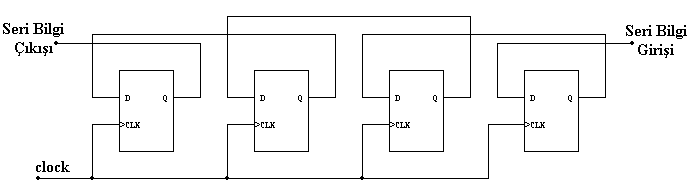 Seri Bilgi
Çıkışı
Seri Bilgi
Girişi
D Q
CLK
D Q
CLK
D Q
CLK
D Q
CLK
clock